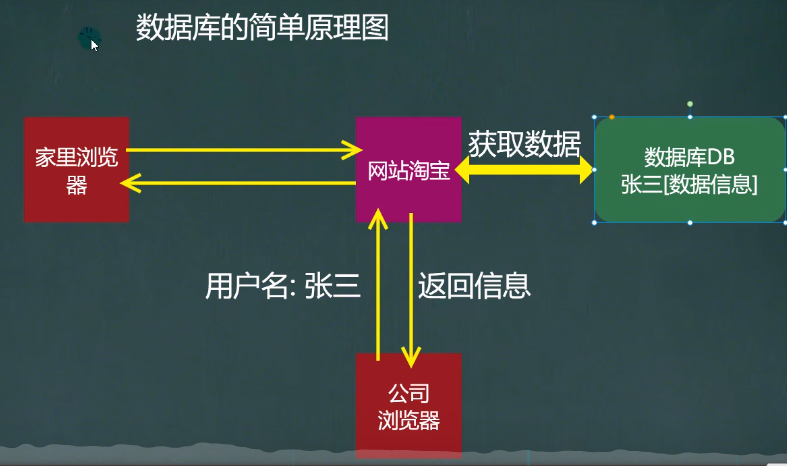 数据库的简单原理图
家里浏览
器
网站淘宝
获取数据
数据库DB
张三[数据信息]
用户名: 张三
返回信息
公司
浏览器